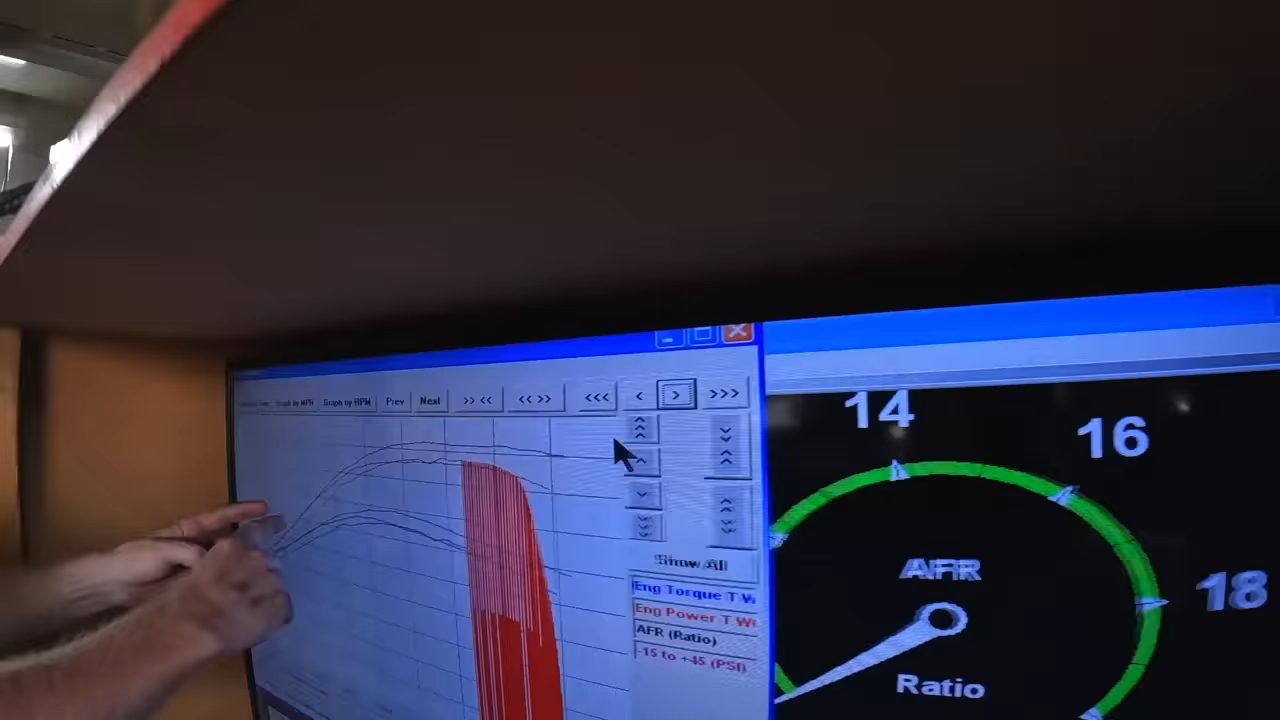 Graph by MPH Graph by RPM Prev Next >> << << >> <<< < > >>>
Show All
Eng Torque T W
Eng Power T W
AFR (Ratio)
-15 to +45 (PSI)
14
16
18
AFR
Ratio